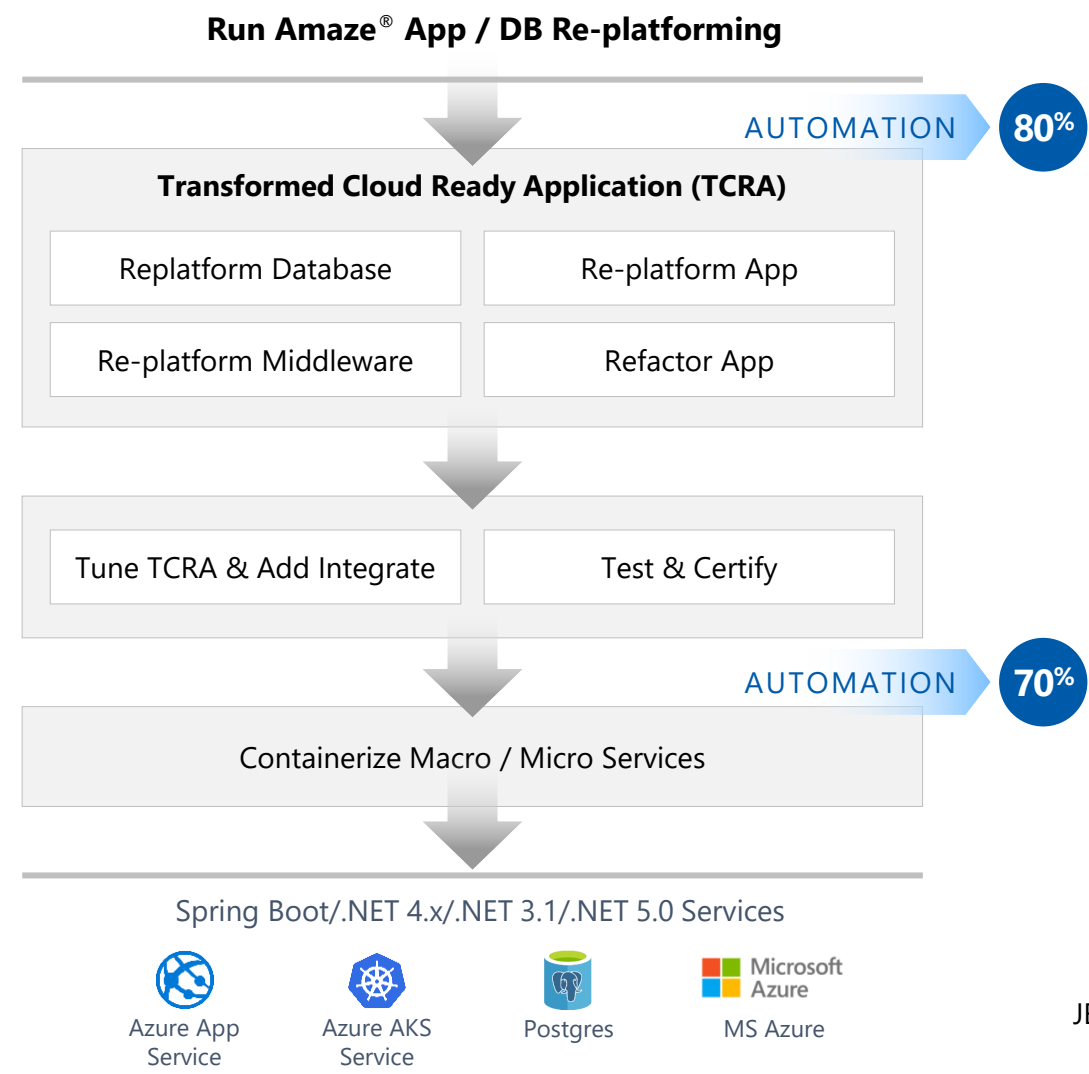 Run Amaze® App / DB Re-platforming
AUTOMATION
80%
Transformed Cloud Ready Application (TCRA)
Replatform Database
Re-platform App
Re-platform Middleware
Refactor App
Tune TCRA & Add Integrate
Test & Certify
AUTOMATION
70%
Containerize Macro / Micro Services
Spring Boot/.NET 4.x/.NET 3.1/.NET 5.0 Services
Microsoft
Azure
Azure App
Service
Azure AKS
Service
Postgres
MS Azure